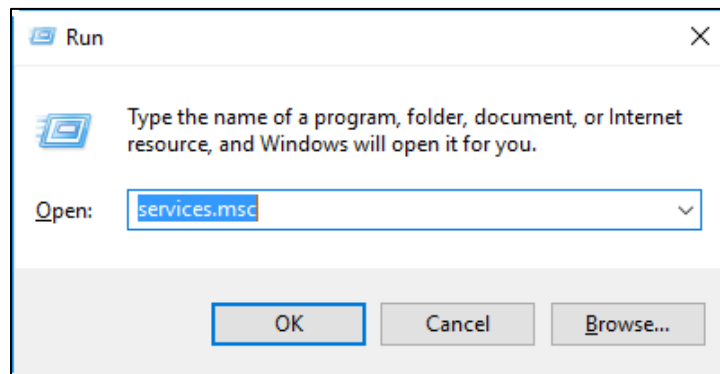 Run
Type the name of a program, folder, document, or Internet
resource, and Windows will open it for you.
Open: services.msc
OK Cancel Browse...